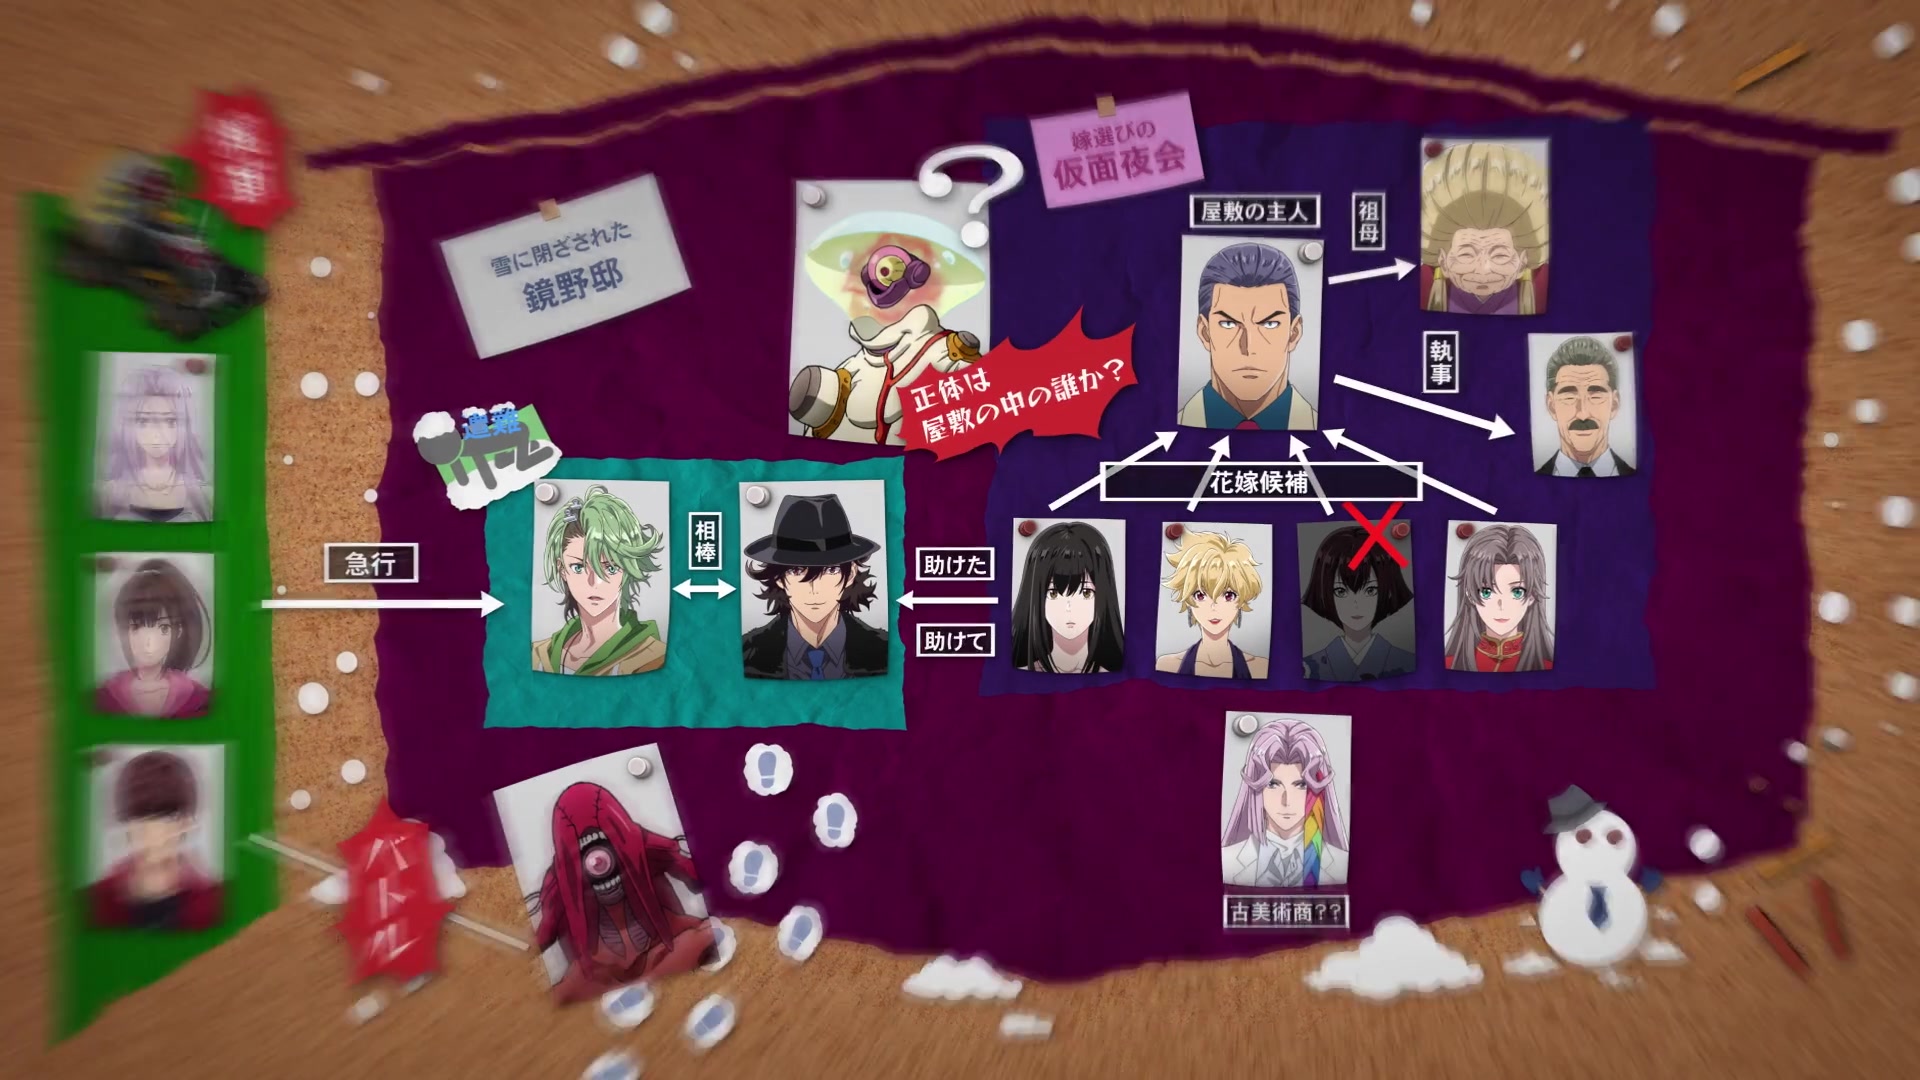 雪に閉ざされた
鏡野邸
嫁選びの
仮面夜会
屋敷の主人
祖母
執事
正体は
屋敷の中の誰か?
遭難
急行
相棒
助けた
助けて
花嫁候補
バトル
古美術商??